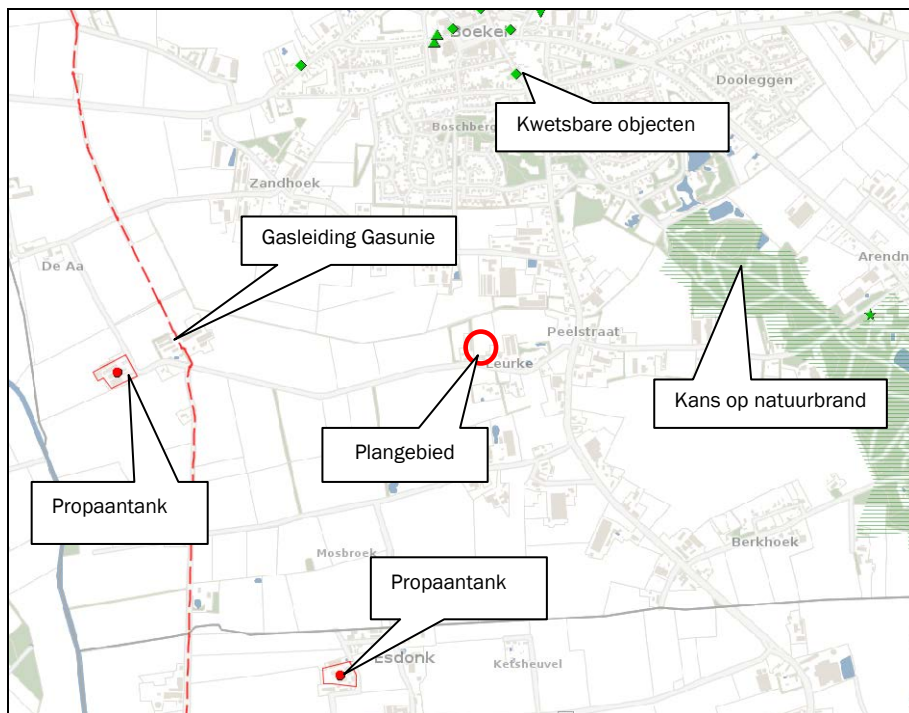 Boekel
Dooleggen
Kwetsbare objecten
Boschberg
Zandhoek
Gasleiding Gasunie
De Aa
Arendn
Peelstraat
Leurke
Kans op natuurbrand
Plangebied
Propaantank
Berkhoek
Mosbroek
Propaantank
Esdonk
Ketsheuvel